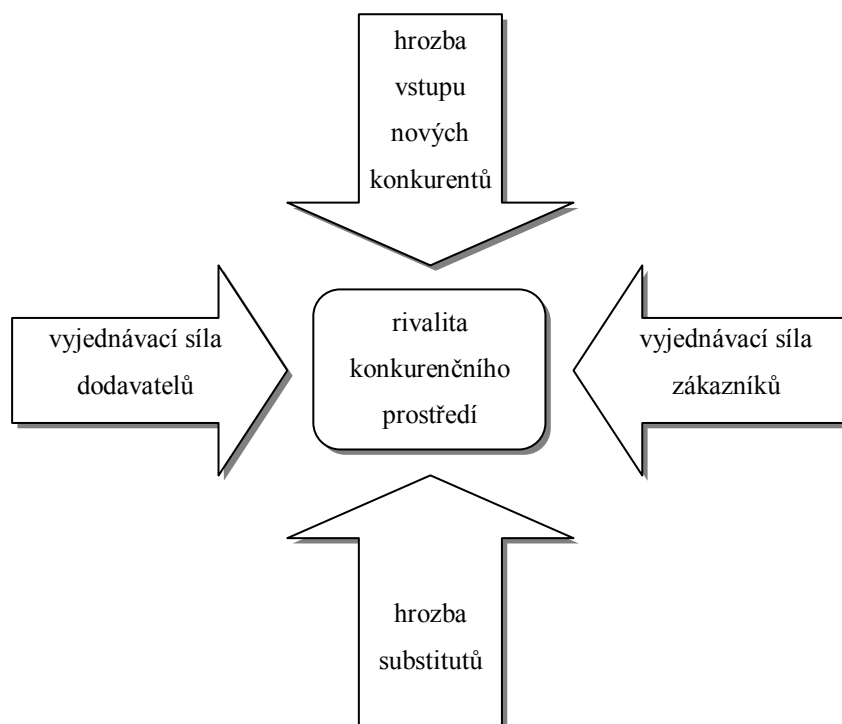 hrozba
vstupu
nových
konkurentů
vyjednávací síla
dodavatelů
rivalita
konkurenčního
prostředí
vyjednávací síla
zákazníků
hrozba
substitutů